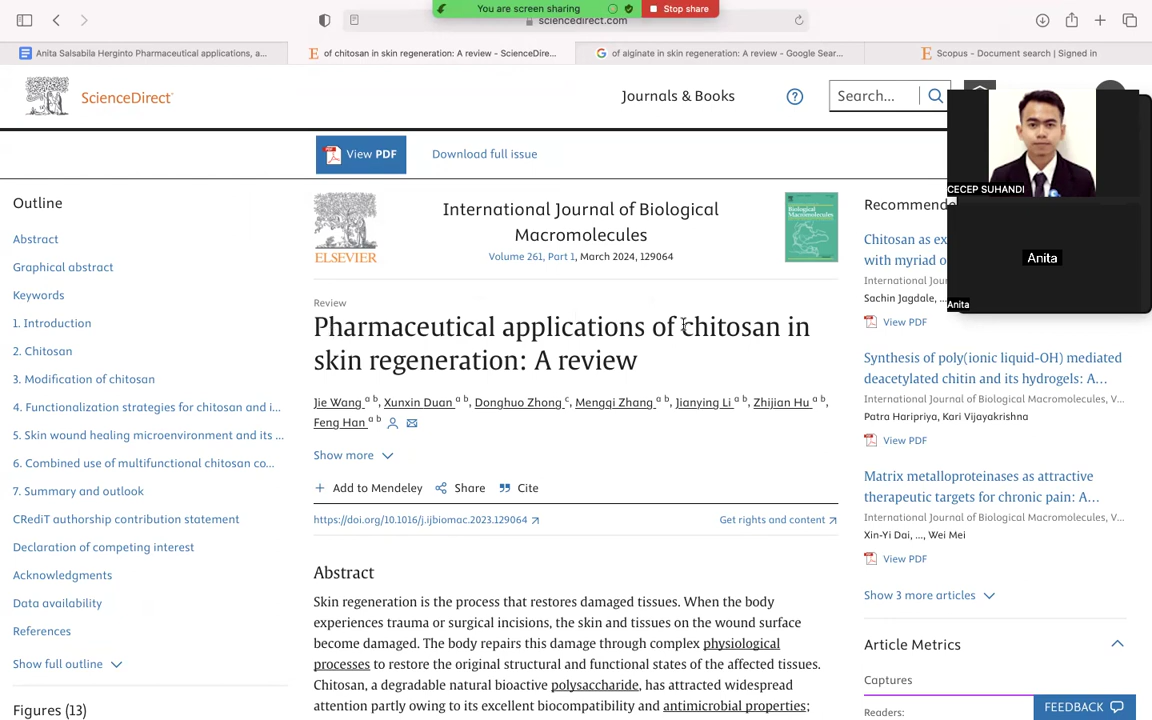 You are screen sharing
Stop share
sciencedirect.com
Anita Salsabila Herginto Pharmaceutical applications, a...
of chitosan in skin regeneration: A review - ScienceDire...
of alginate in skin regeneration: A review - Google Sear...
Scopus - Document search | Signed in
ScienceDirect
Journals & Books
Search...
View PDF
Download full issue
CECEP SUHANDI
Anita
Anita
Outline
Abstract
Graphical abstract
Keywords
1. Introduction
2. Chitosan
3. Modification of chitosan
4. Functionalization strategies for chitosan and i...
5. Skin wound healing microenvironment and its ...
6. Combined use of multifunctional chitosan co...
7. Summary and outlook
CRediT authorship contribution statement
Declaration of competing interest
Acknowledgments
Data availability
References
Show full outline
Figures (13)
ELSEVIER
International Journal of Biological
Macromolecules
Volume 261, Part 1, March 2024, 129064
Review
Pharmaceutical applications of chitosan in
skin regeneration: A review
Jie Wang a b, Xunxin Duan a b, Donghuo Zhong c, Mengqi Zhang a b, Jianying Li a b, Zhijian Hu a b,
Feng Han a b
Show more
Add to Mendeley Share Cite
https://doi.org/10.1016/j.ijbiomac.2023.129064
Get rights and content
Abstract
Skin regeneration is the process that restores damaged tissues. When the body
experiences trauma or surgical incisions, the skin and tissues on the wound surface
become damaged. The body repairs this damage through complex physiological
processes to restore the original structural and functional states of the affected tissues.
Chitosan, a degradable natural bioactive polysaccharide, has attracted widespread
attention partly owing to its excellent biocompatibility and antimicrobial properties;
Recommende
Chitosan as ex
with myriad o
International Jour
Sachin Jagdale, ...
View PDF
Synthesis of poly(ionic liquid-OH) mediated
deacetylated chitin and its hydrogels: A...
International Journal of Biological Macromolecules, V...
Patra Haripriya, Kari Vijayakrishna
View PDF
Matrix metalloproteinases as attractive
therapeutic targets for chronic pain: A...
International Journal of Biological Macromolecules, V...
Xin-Yi Dai, ..., Wei Mei
View PDF
Show 3 more articles
Article Metrics
Captures
Readers:
FEEDBACK